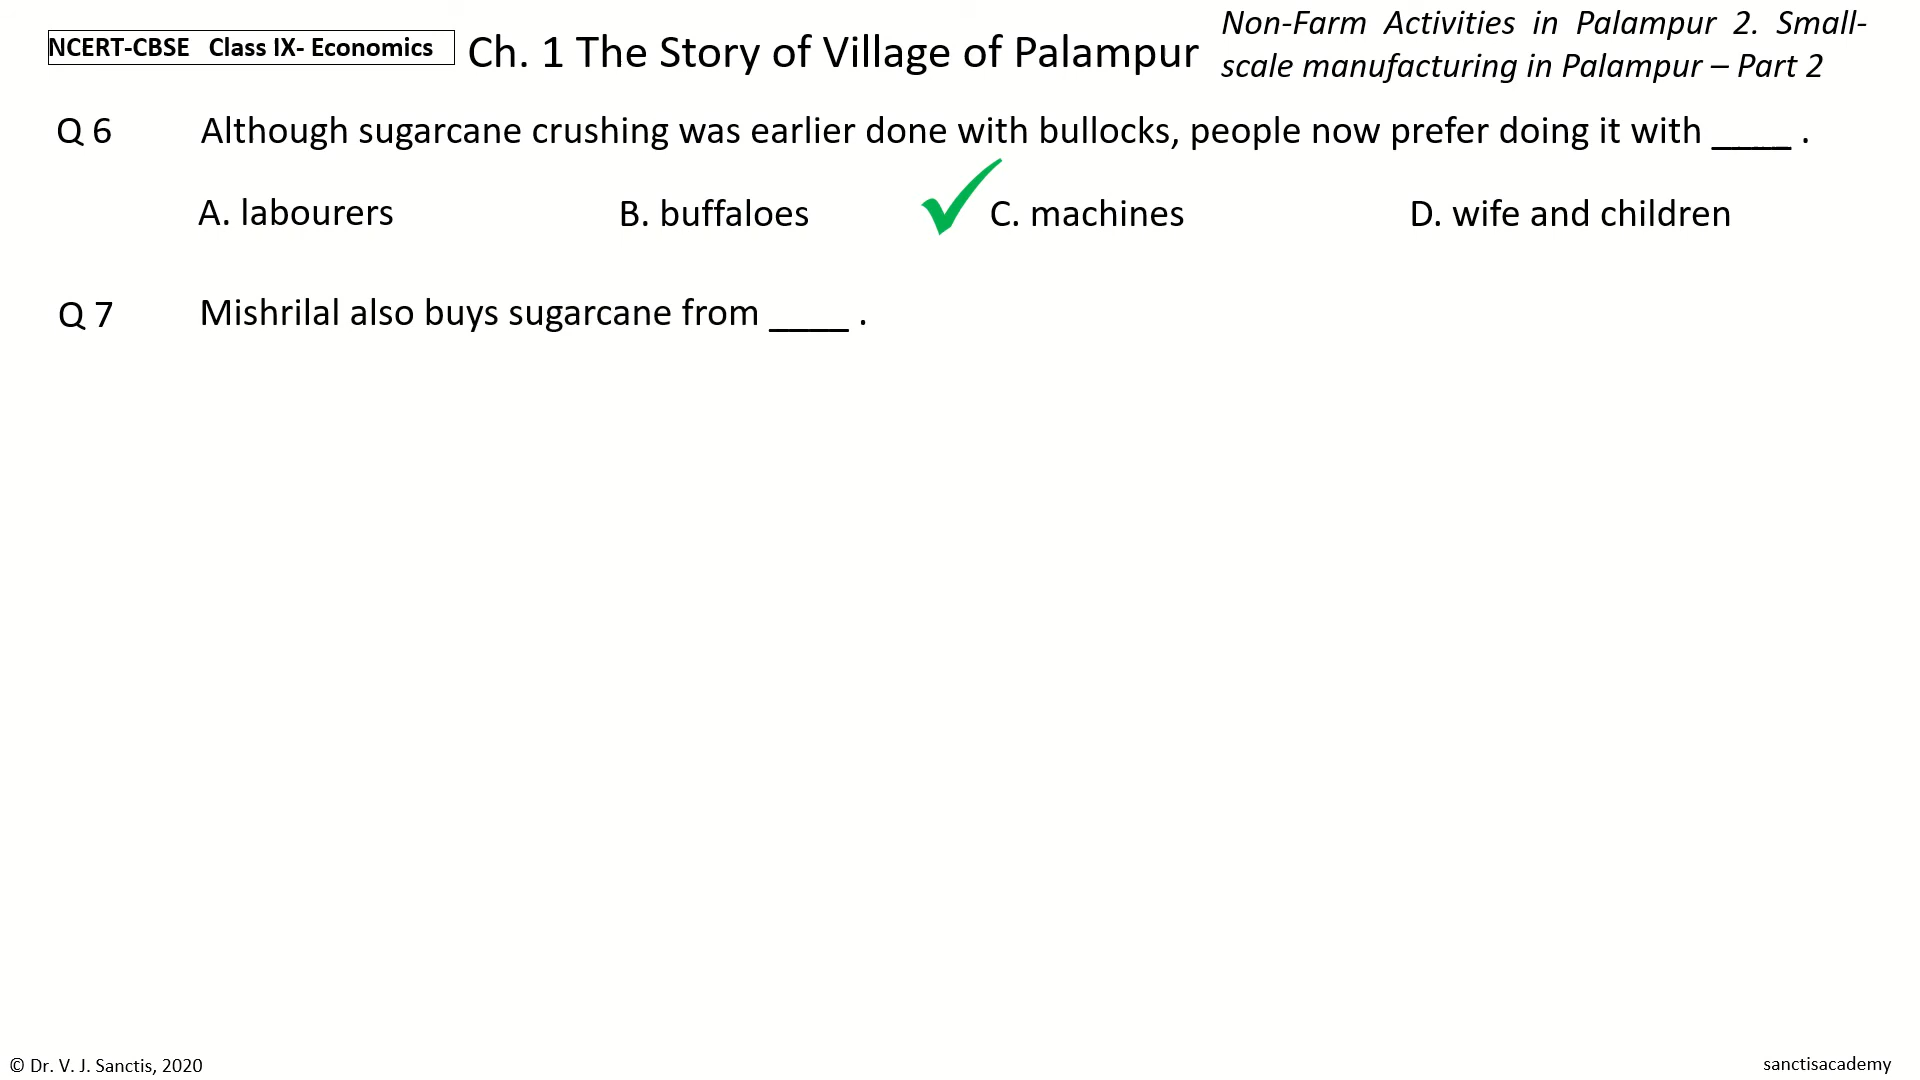 NCERT-CBSE Class IX- Economics
Ch. 1 The Story of Village of Palampur
Non-Farm Activities in Palampur 2. Small-
scale manufacturing in Palampur – Part 2
Q 6 Although sugarcane crushing was earlier done with bullocks, people now prefer doing it with ____ .
A. labourers B. buffaloes C. machines D. wife and children
Q 7 Mishrilal also buys sugarcane from ____ .
© Dr. V. J. Sanctis, 2020
sanctisacademy